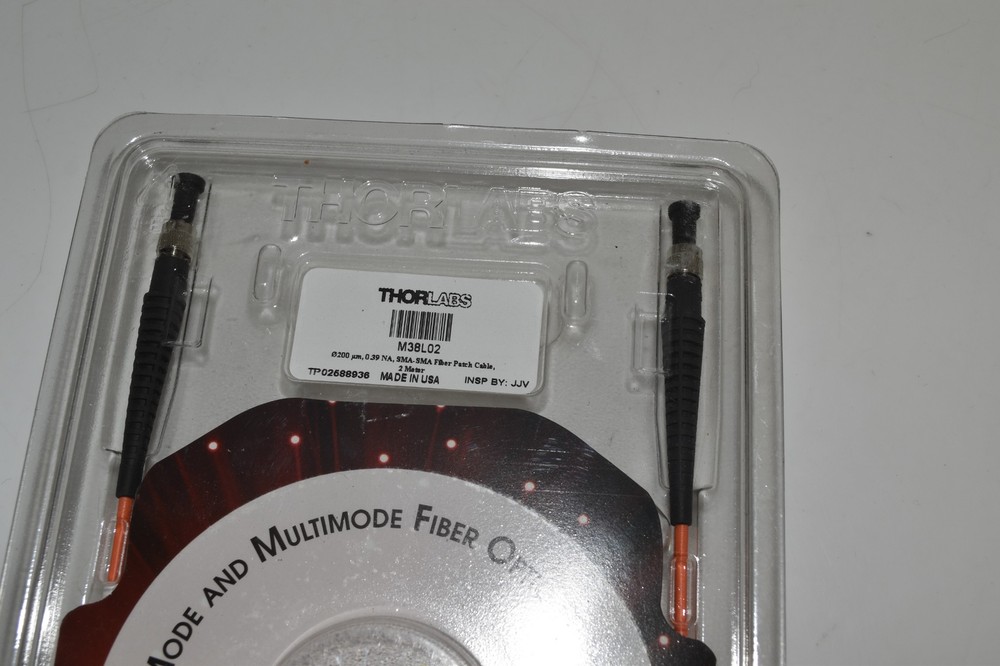 THORLABS
THORLABS
M38L02
Ø200 µm, 0.39 NA, SMA-SMA Fiber Patch Cable,
2 Meter
TP02588936 MADE IN USA INSP BY: JJV
MODE AND MULTIMODE FIBER